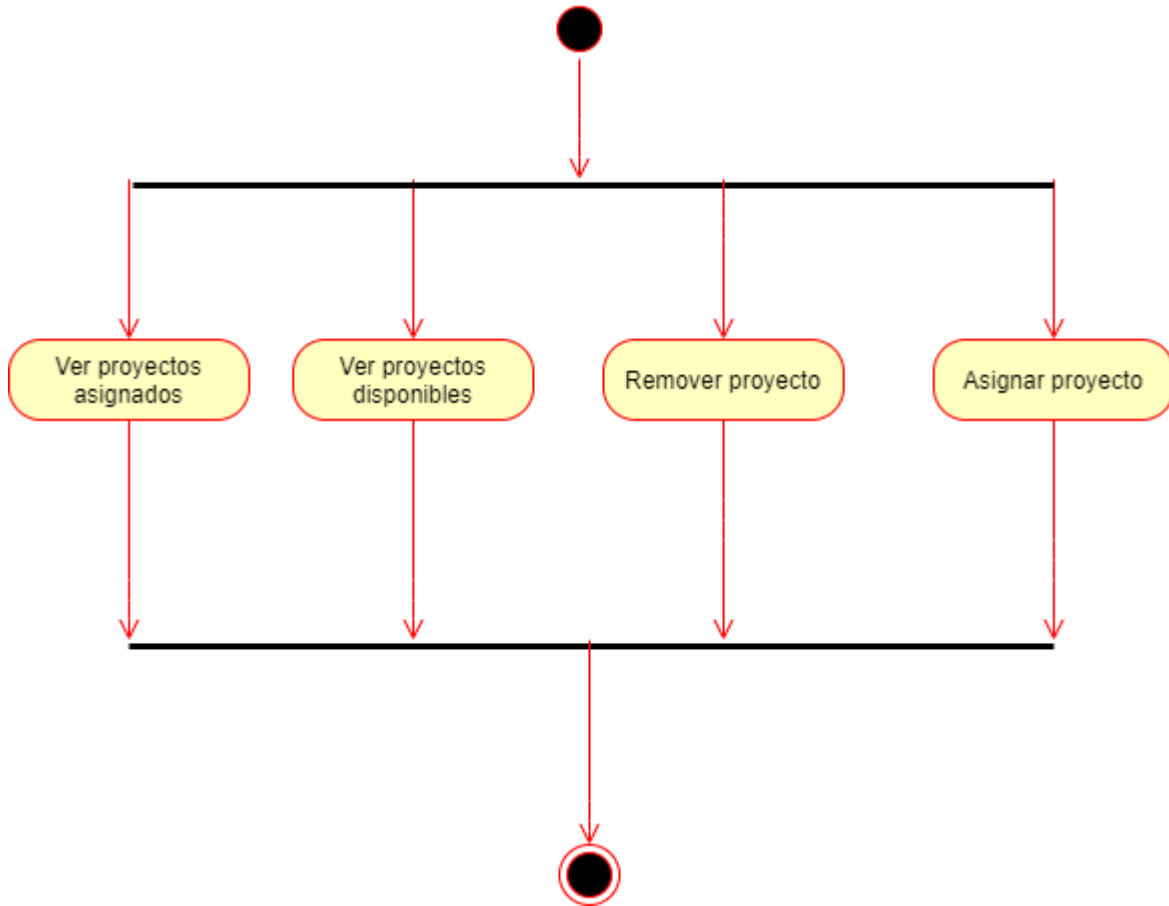 Ver proyectos
asignados
Ver proyectos
disponibles
Remover proyecto
Asignar proyecto